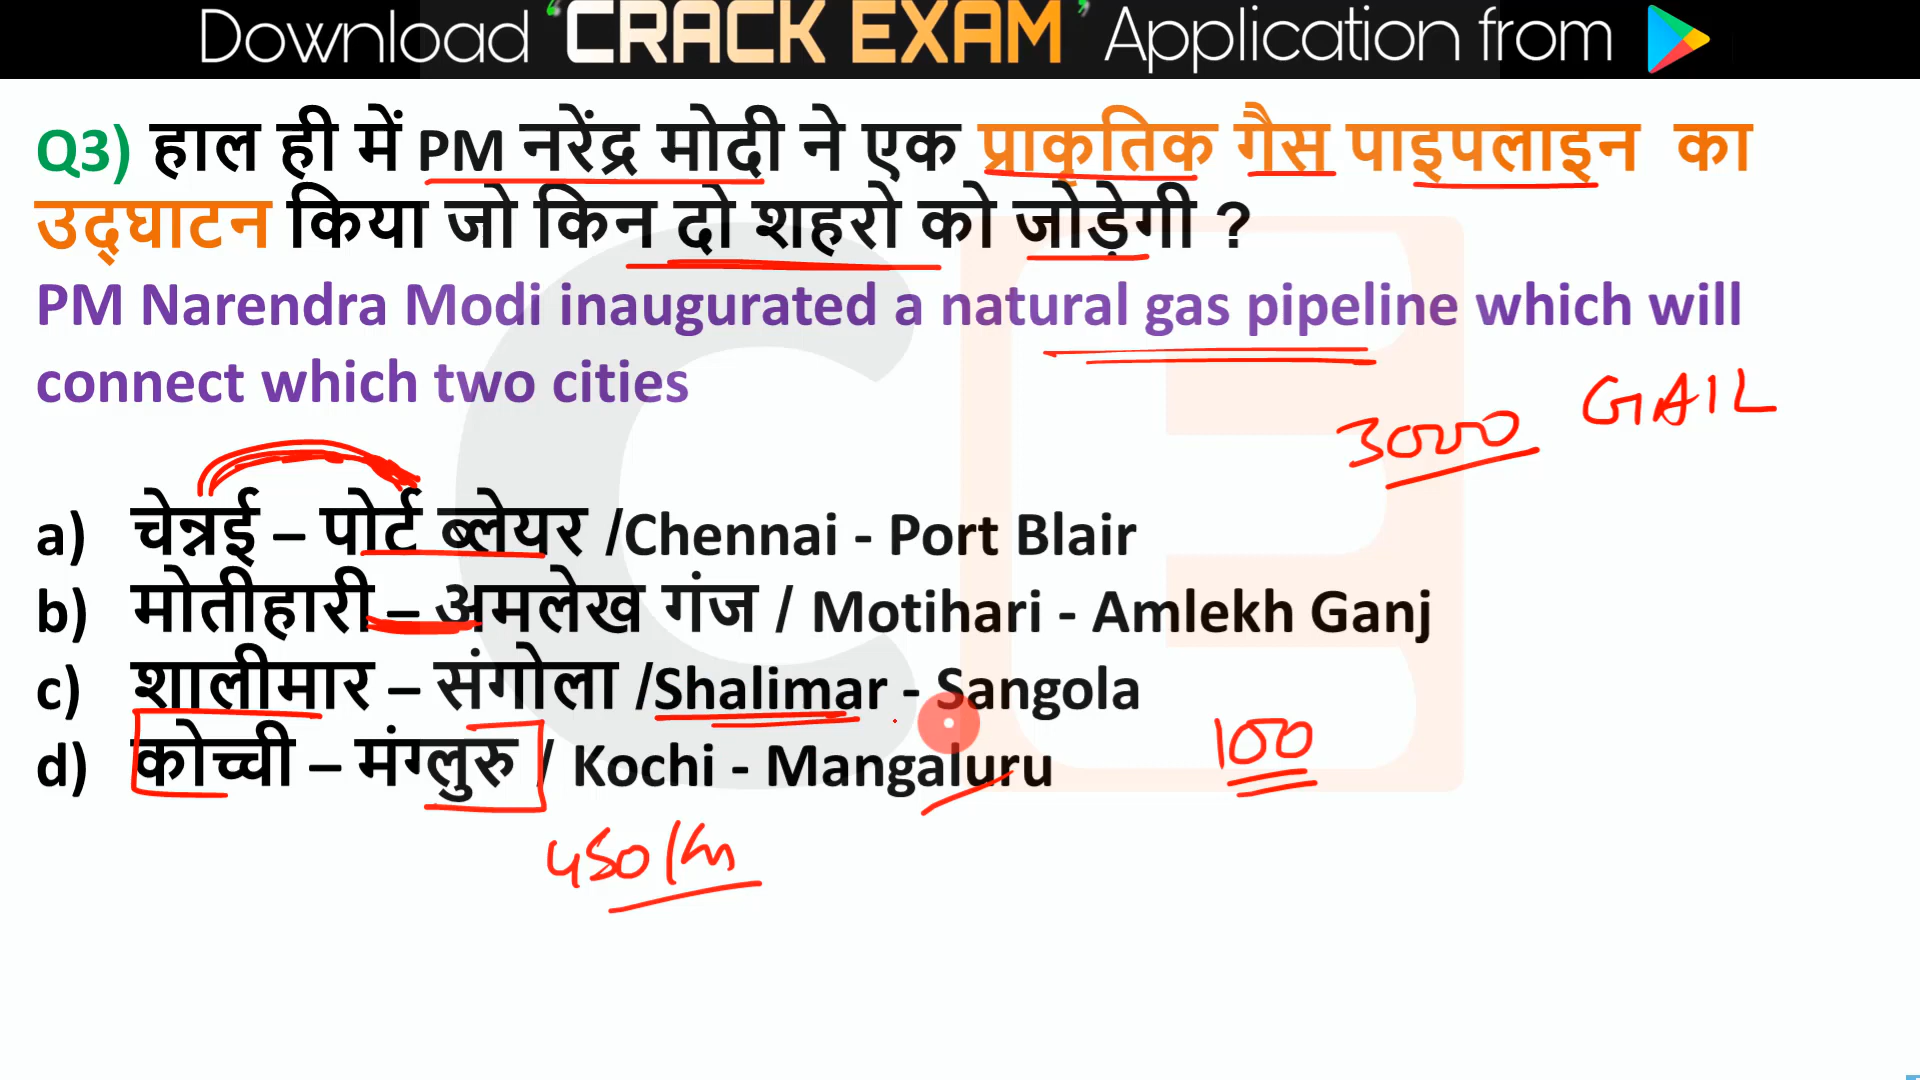 Download ‘CRACK EXAM’ Application from
Q3) हाल ही में PM नरेंद्र मोदी ने एक प्राकृतिक गैस पाइपलाइन का
उद्घाटन किया जो किन दो शहरो को जोड़ेगी ?
PM Narendra Modi inaugurated a natural gas pipeline which will
connect which two cities
GAIL
3000
a) चेन्नई – पोर्ट ब्लेयर /Chennai - Port Blair
b) मोतीहारी – अमलेख गंज / Motihari - Amlekh Ganj
c) शालीमार – संगोला /Shalimar - Sangola
d) कोच्ची – मंग्लुरु / Kochi - Mangaluru
100
450 Km